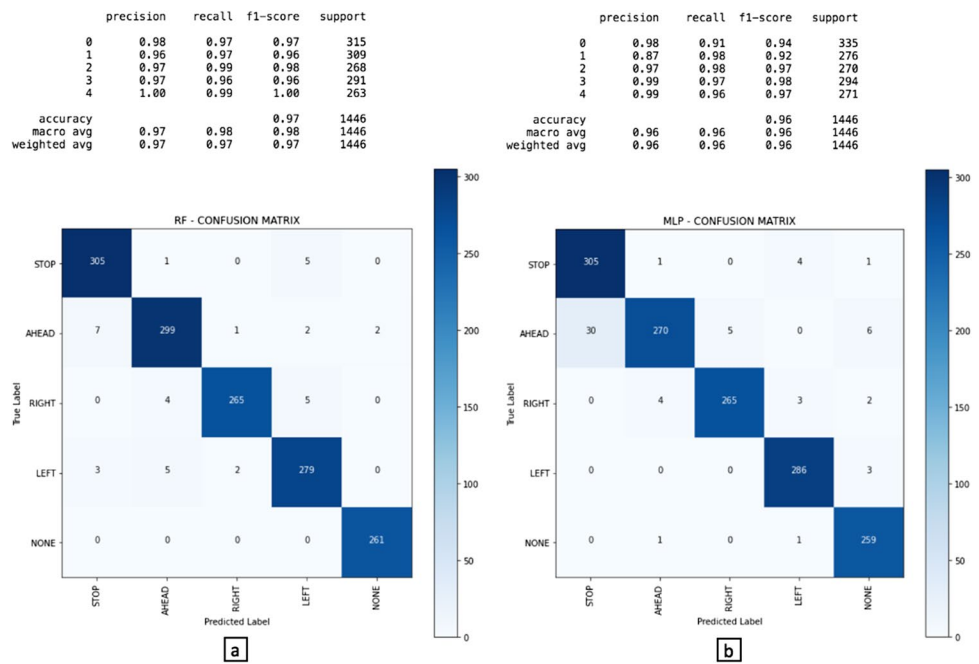 precision recall f1-score support
0 0.98 0.97 0.97 315
1 0.96 0.97 0.96 309
2 0.97 0.99 0.98 268
3 0.97 0.96 0.96 291
4 1.00 0.99 1.00 263
accuracy 0.97 1446
macro avg 0.97 0.98 0.98 1446
weighted avg 0.97 0.97 0.97 1446
RF - CONFUSION MATRIX
300
250
200
150
100
50
0
True Label
STOP 305 1 0 5 0
AHEAD 7 299 1 2 2
RIGHT 0 4 265 5 0
LEFT 3 5 2 279 0
NONE 0 0 0 0 261
STOP AHEAD RIGHT LEFT NONE
Predicted Label
a
precision recall f1-score support
0 0.98 0.91 0.94 335
1 0.87 0.98 0.92 276
2 0.97 0.98 0.97 270
3 0.99 0.97 0.98 294
4 0.99 0.96 0.97 271
accuracy 0.96 1446
macro avg 0.96 0.96 0.96 1446
weighted avg 0.96 0.96 0.96 1446
MLP - CONFUSION MATRIX
300
250
200
150
100
50
0
True Label
STOP 305 1 0 4 1
AHEAD 30 270 5 0 6
RIGHT 0 4 265 3 2
LEFT 0 0 0 286 3
NONE 0 1 0 1 259
STOP AHEAD RIGHT LEFT NONE
Predicted Label
b